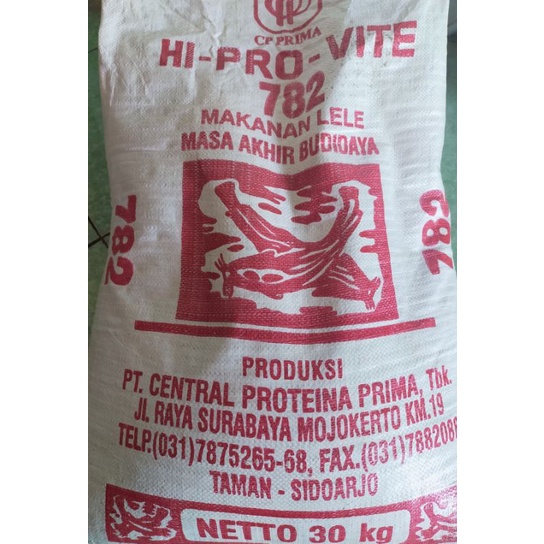 CP PRIMA
HI-PRO-VITE
782
MAKANAN LELE
MASA AKHIR BUDIDAYA
782
782
PRODUKSI
PT. CENTRAL PROTEINA PRIMA, Tbk.
JL RAYA SURABAYA MOJOKERTO KM.19
TELP.(031)7875265-68, FAX.(031)788208
TAMAN - SIDOARJO
NETTO 30 kg